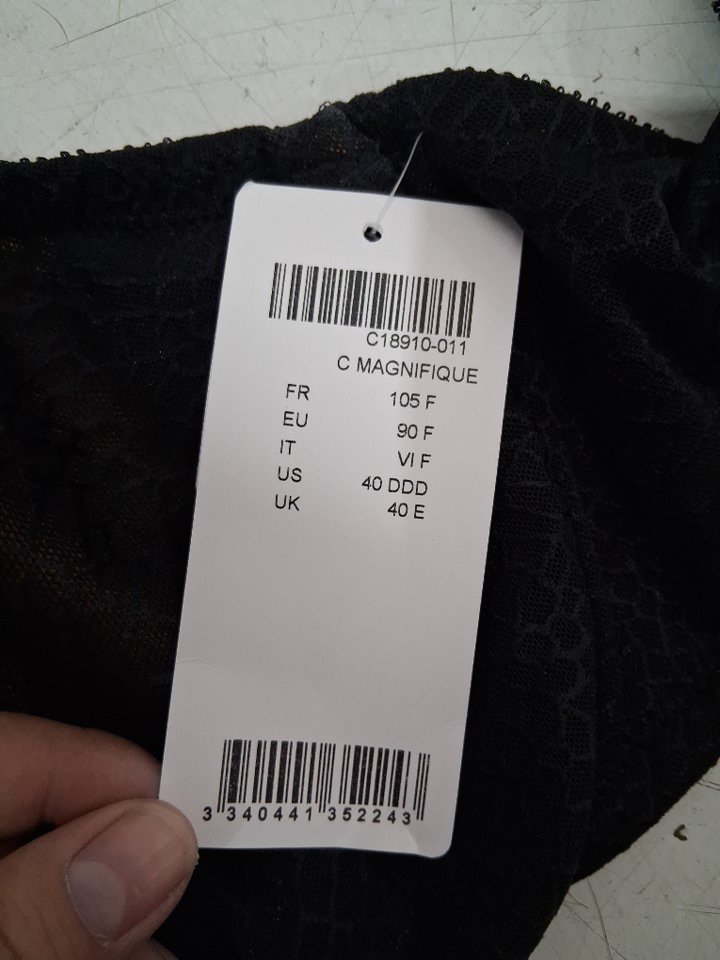 C18910-011
C MAGNIFIQUE
FR 105 F
EU 90 F
IT VI F
US 40 DDD
UK 40 E
3 340441 352243